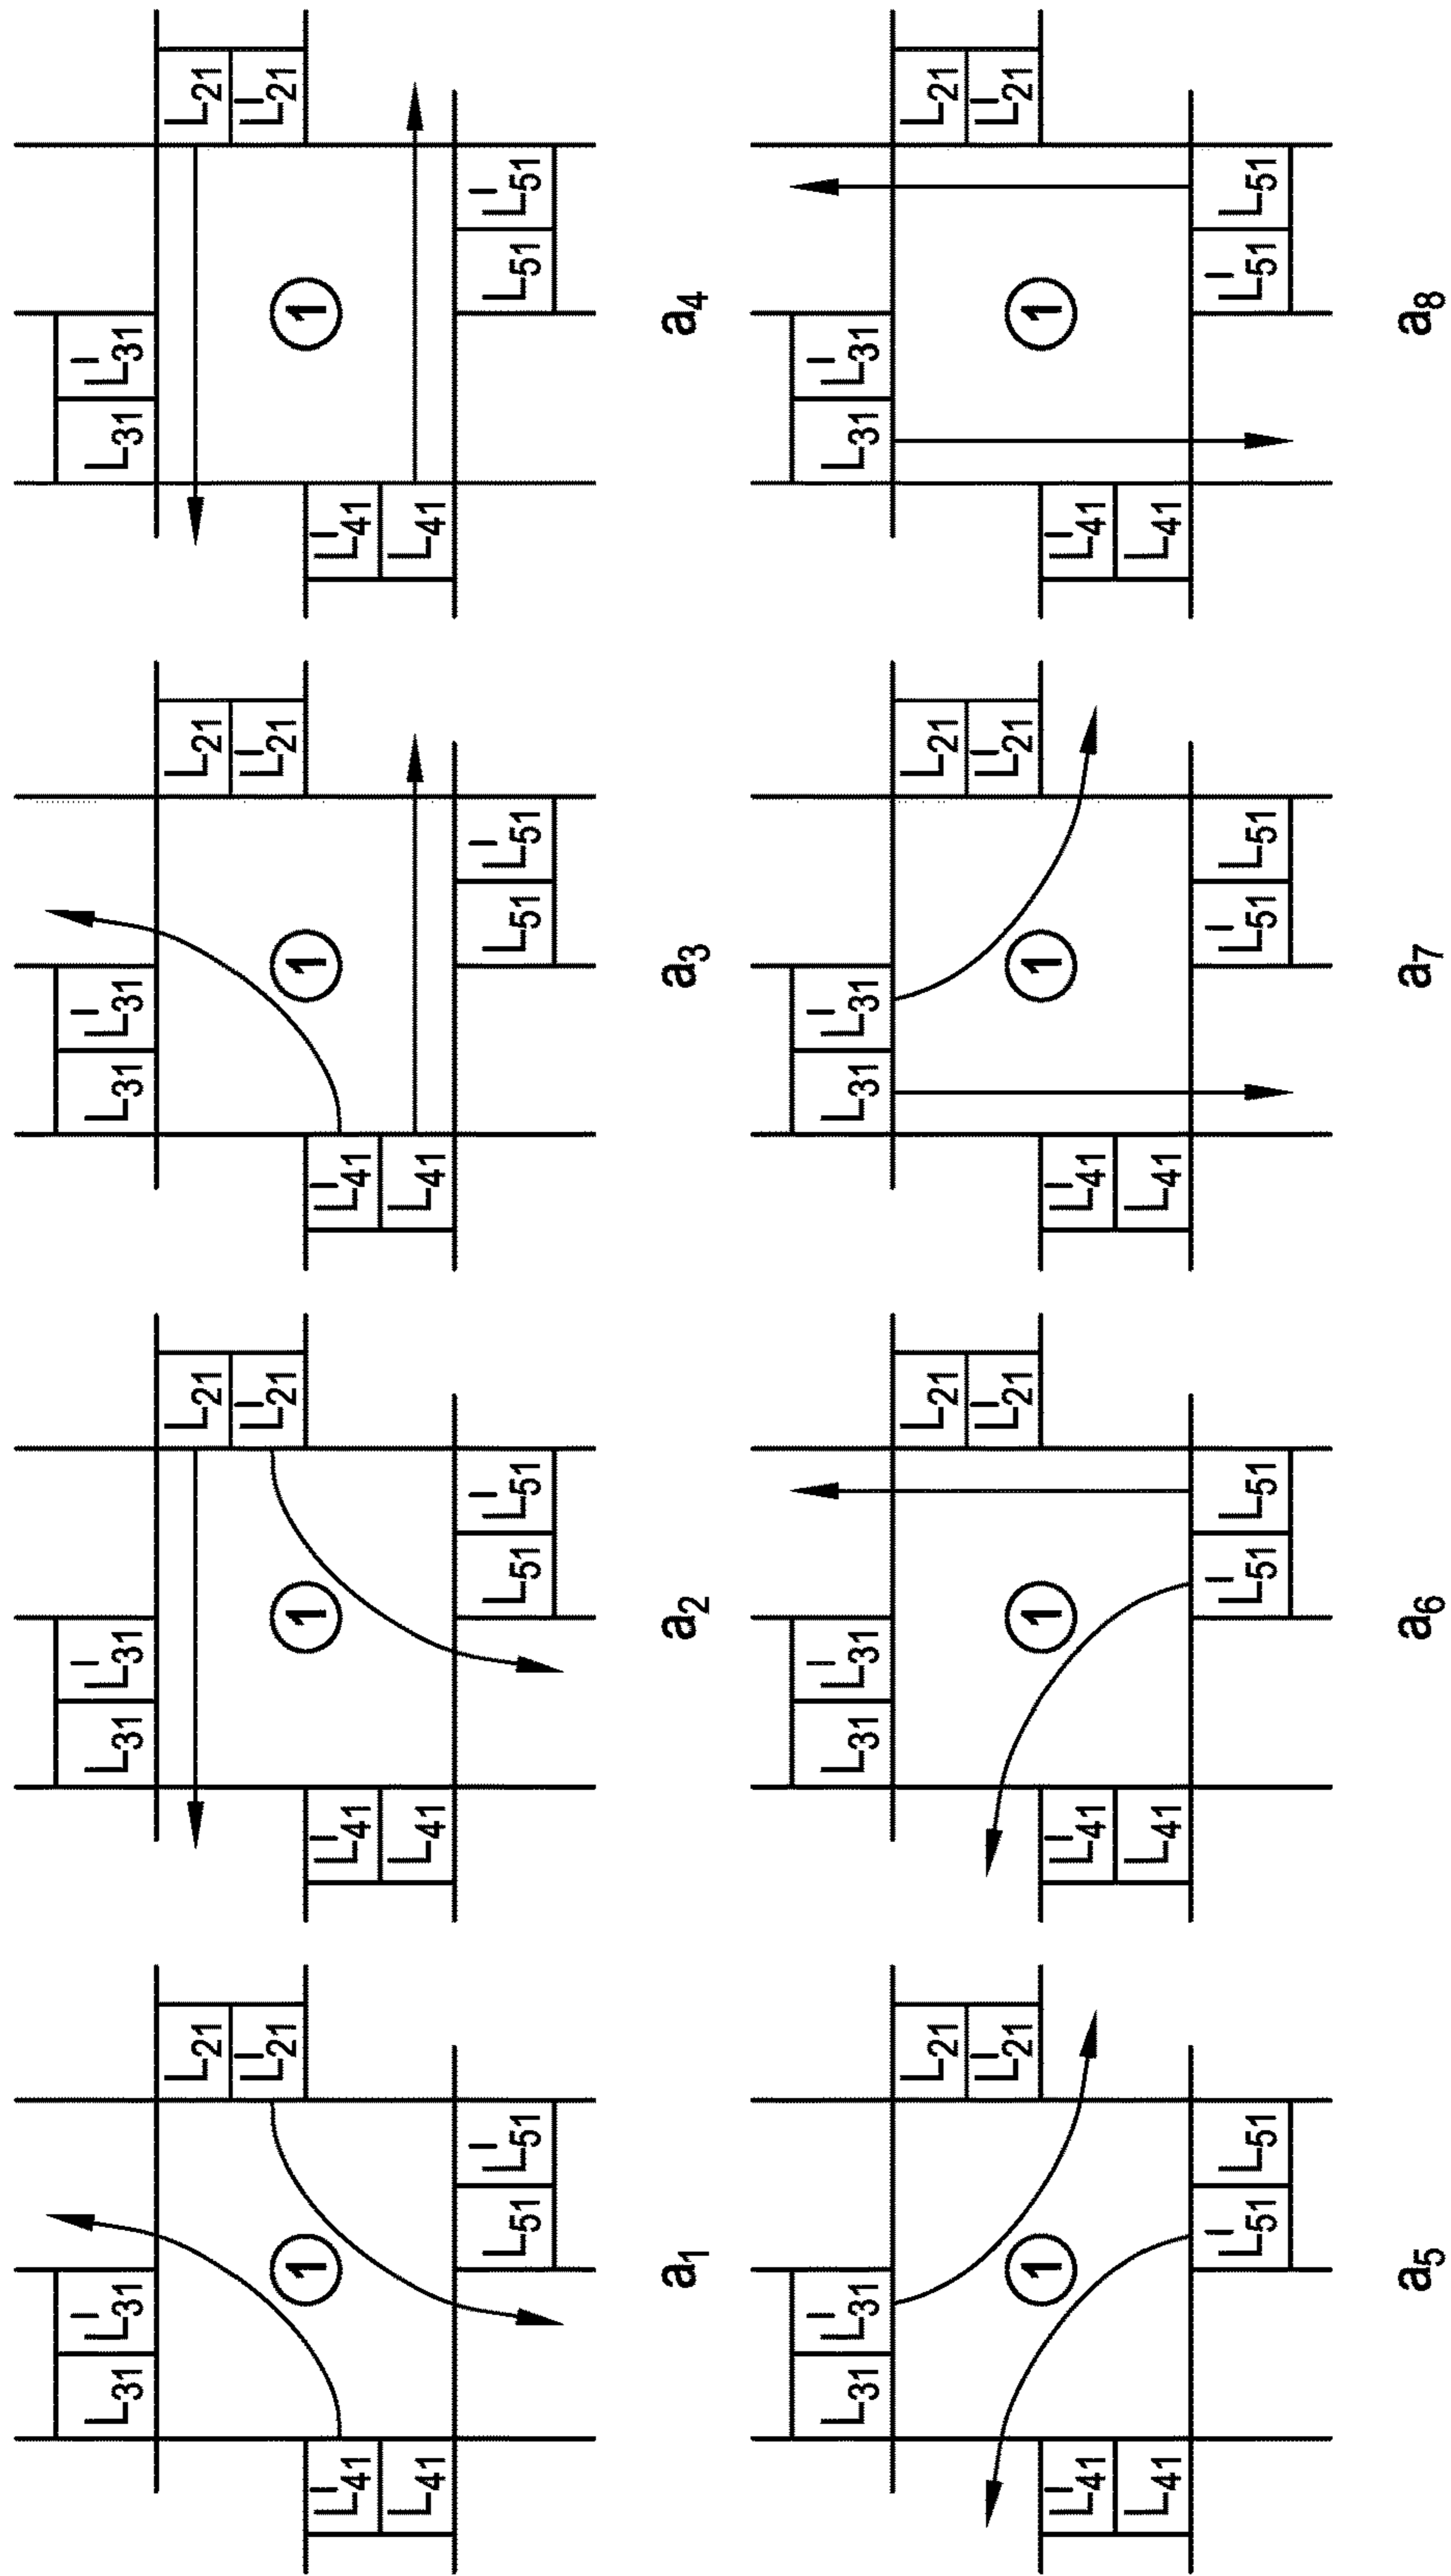 L₃₁ L'₃₁
L₂₁
L'₂₁
1
L'₄₁
L₄₁
L₅₁ L'₅₁
a₁
L₃₁ L'₃₁
L₂₁
L'₂₁
1
L'₄₁
L₄₁
L₅₁ L'₅₁
a₂
L₃₁ L'₃₁
L₂₁
L'₂₁
1
L'₄₁
L₄₁
L₅₁ L'₅₁
a₃
L₃₁ L'₃₁
L₂₁
L'₂₁
1
L'₄₁
L₄₁
L₅₁ L'₅₁
a₄
L₃₁ L'₃₁
L₂₁
L'₂₁
1
L'₄₁
L₄₁
L'₅₁ L₅₁
a₅
L₃₁ L'₃₁
L₂₁
L'₂₁
1
L'₄₁
L₄₁
L'₅₁ L₅₁
a₆
L₃₁ L'₃₁
L₂₁
L'₂₁
1
L'₄₁
L₄₁
L'₅₁ L₅₁
a₇
L₃₁ L'₃₁
L₂₁
L'₂₁
1
L'₄₁
L₄₁
L'₅₁ L₅₁
a₈